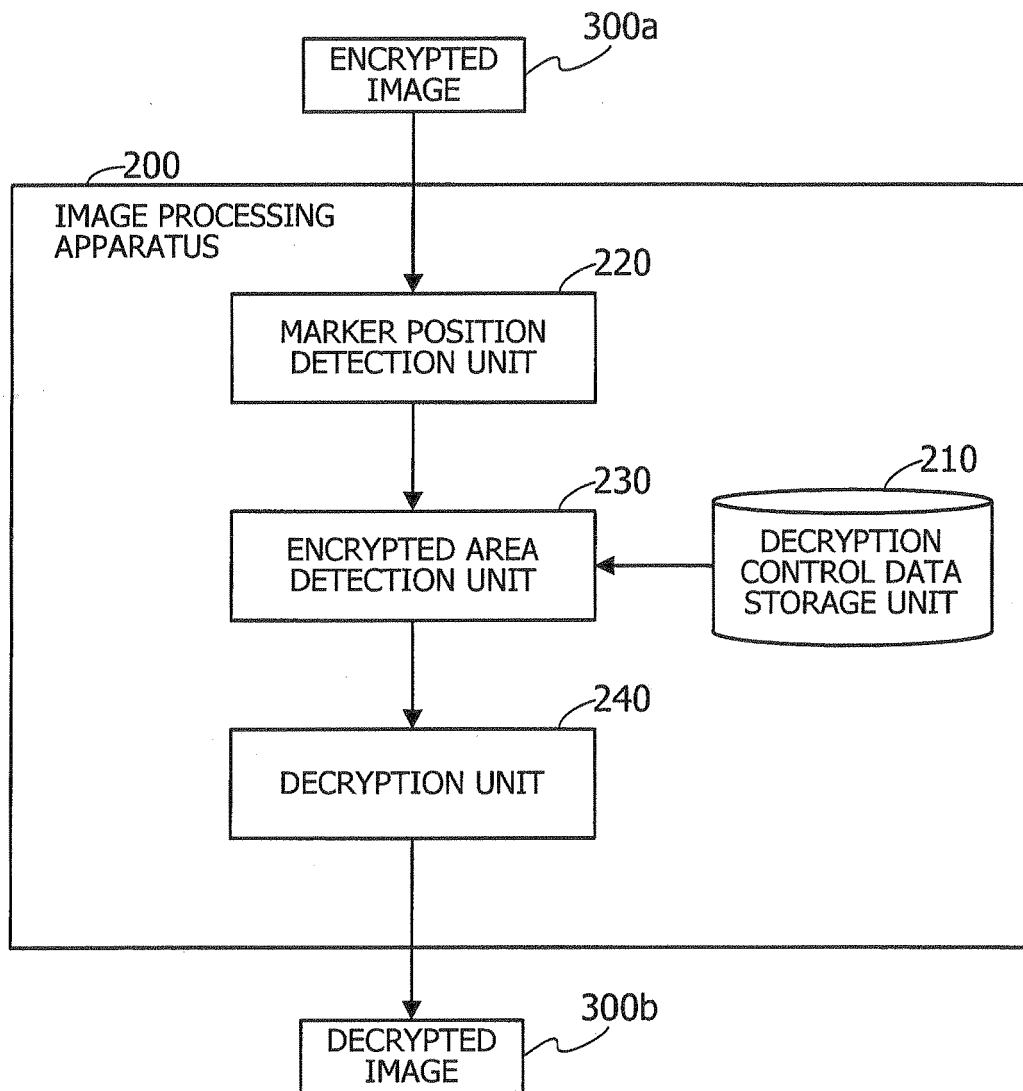 300a
ENCRYPTED
IMAGE
200
IMAGE PROCESSING
APPARATUS
220
MARKER POSITION
DETECTION UNIT
230
ENCRYPTED AREA
DETECTION UNIT
210
DECRYPTION
CONTROL DATA
STORAGE UNIT
240
DECRYPTION UNIT
300b
DECRYPTED
IMAGE